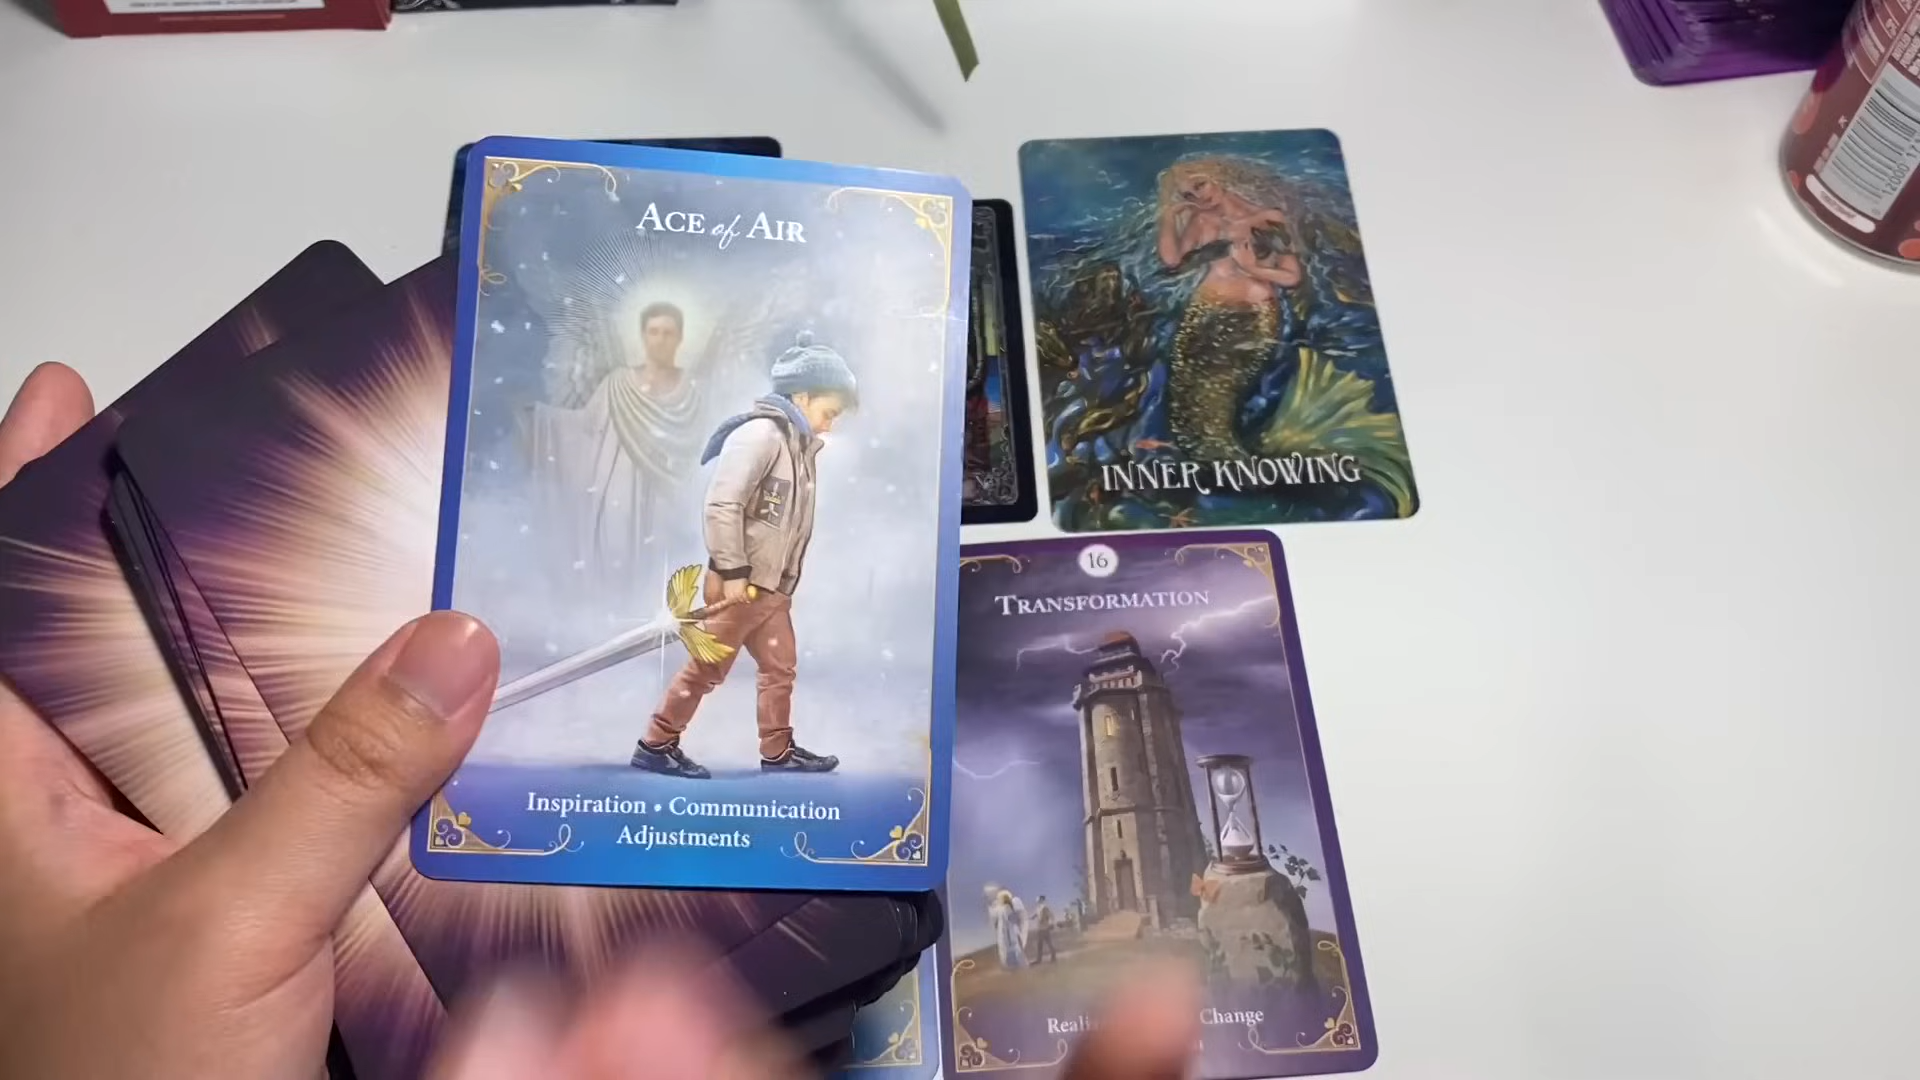 ACE of AIR
Inspiration • Communication
Adjustments
INNER KNOWING
16
TRANSFORMATION
Change